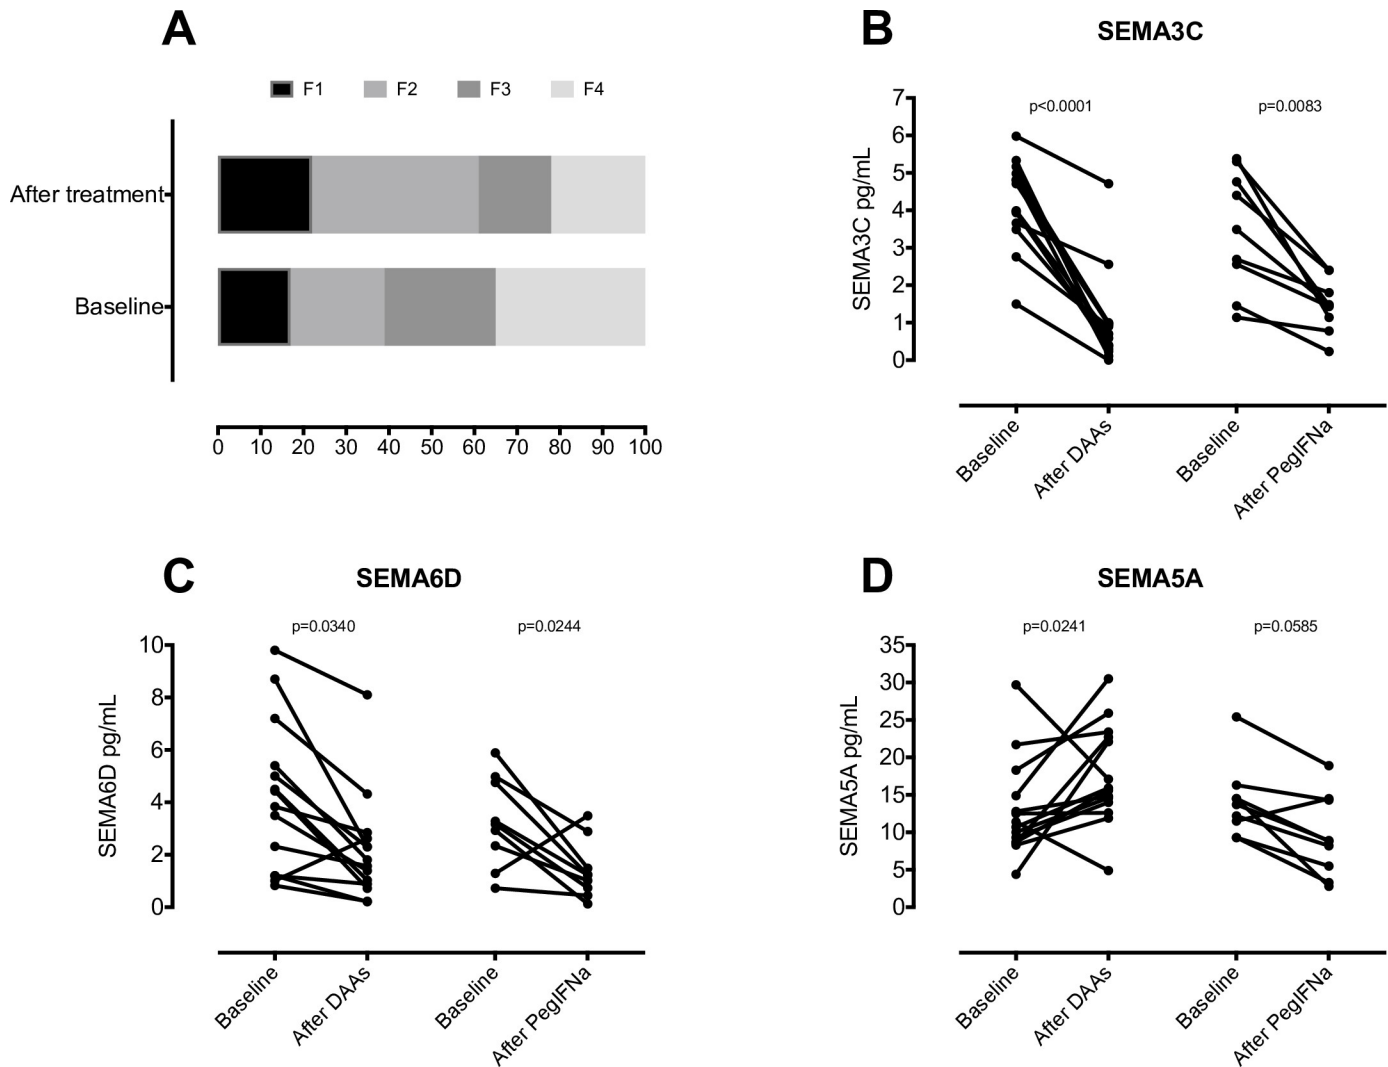 A
F1 F2 F3 F4
After treatment
Baseline
0 10 20 30 40 50 60 70 80 90 100
B
SEMA3C
p<0.0001 p=0.0083
SEMA3C pg/mL
7
6
5
4
3
2
1
0
Baseline
After DAAs
Baseline
After PegIFNa
C
SEMA6D
p=0.0340 p=0.0244
SEMA6D pg/mL
10
8
6
4
2
0
Baseline
After DAAs
Baseline
After PegIFNa
D
SEMA5A
p=0.0241 p=0.0585
SEMA5A pg/mL
35
30
25
20
15
10
5
0
Baseline
After DAAs
Baseline
After PegIFNa